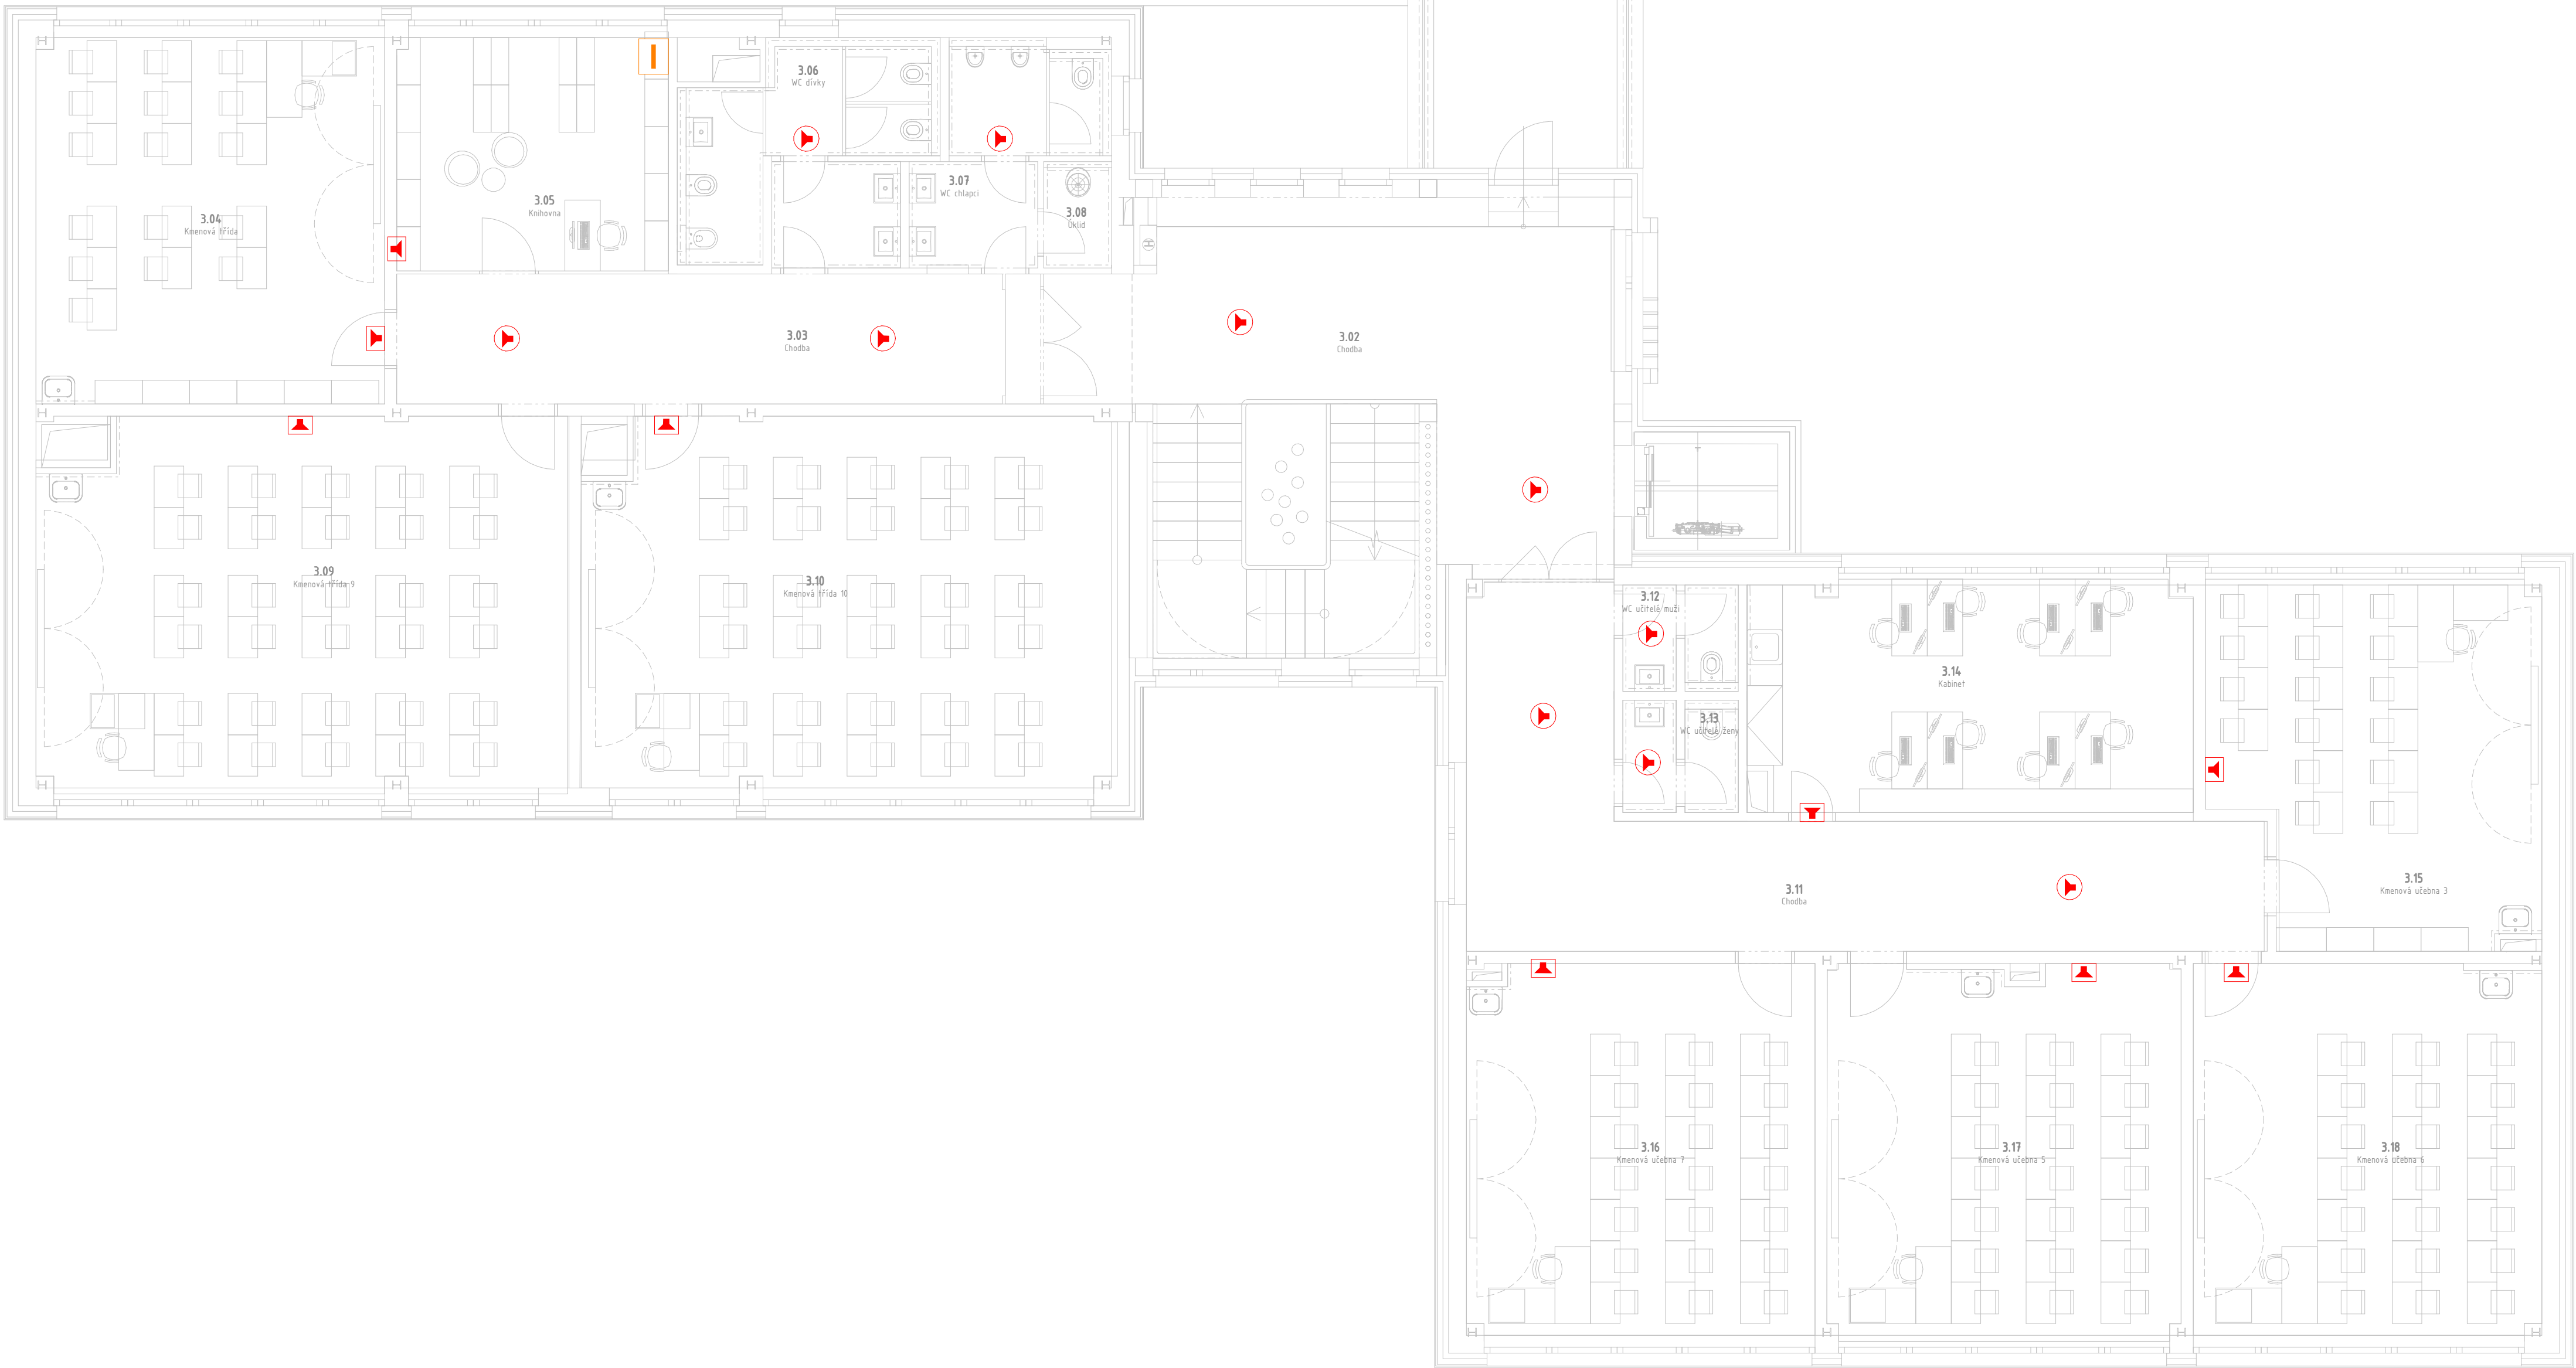 3.06
WC dívky
3.07
WC chlapci
3.05
Knihovna
3.08
Úklid
3.04
Kmenová třída
3.03
Chodba
3.02
Chodba
3.09
Kmenová třída 9
3.10
Kmenová třída 10
3.12
WC učitelé muži
3.14
Kabinet
3.13
WC učitelé ženy
3.11
Chodba
3.15
Kmenová učebna 3
3.16
Kmenová učebna 7
3.17
Kmenová učebna 5
3.18
Kmenová učebna 6